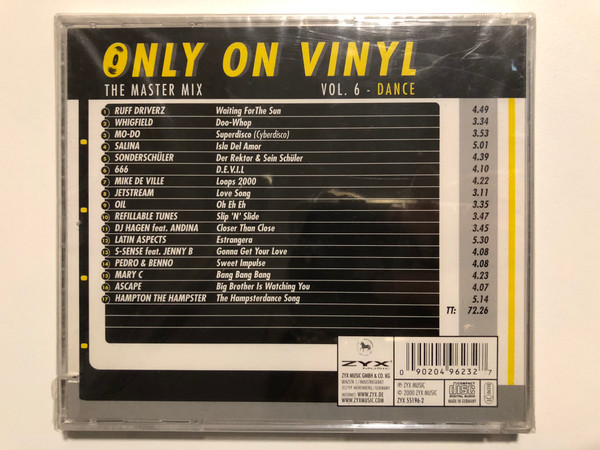 ONLY ON VINYL
THE MASTER MIX VOL. 6 - DANCE
1 RUFF DRIVERZ Waiting ForThe Sun 4.49
2 WHIGFIELD Doo-Whop 3.34
3 MO-DO Superdisco (Cyberdisco) 3.53
4 SALINA Isla Del Amor 5.01
5 SONDERSCHÜLER Der Rektor & Sein Schüler 4.39
6 666 D.E.V.I.L 4.10
7 MIKE DE VILLE Loops 2000 4.22
8 JETSTREAM Love Song 3.11
9 OIL Oh Eh Eh 3.35
10 REFILLABLE TUNES Slip 'N' Slide 3.47
11 DJ HAGEN feat. ANDINA Closer Than Close 3.45
12 LATIN ASPECTS Estrangera 5.30
13 S-SENSE feat. JENNY B Gonna Get Your Love 4.08
14 PEDRO & BENNO Sweet Impulse 4.08
15 MARY C Bang Bang Bang 4.23
16 ASCAPE Big Brother Is Watching You 4.07
17 HAMPTON THE HAMPSTER The Hampsterdance Song 5.14
TT: 72.26
ZYX
MUSIC
ZYX MUSIC GMBH & CO. KG
INTERNET: WWW.ZYX.DE
WWW.ZYXMUSIC.COM
0 90204 96232 7
℗ ZYX MUSIC
© 2000 ZYX MUSIC
ZYX 55196-2
COMPACT
disc
DIGITAL AUDIO
MADE IN GERMANY